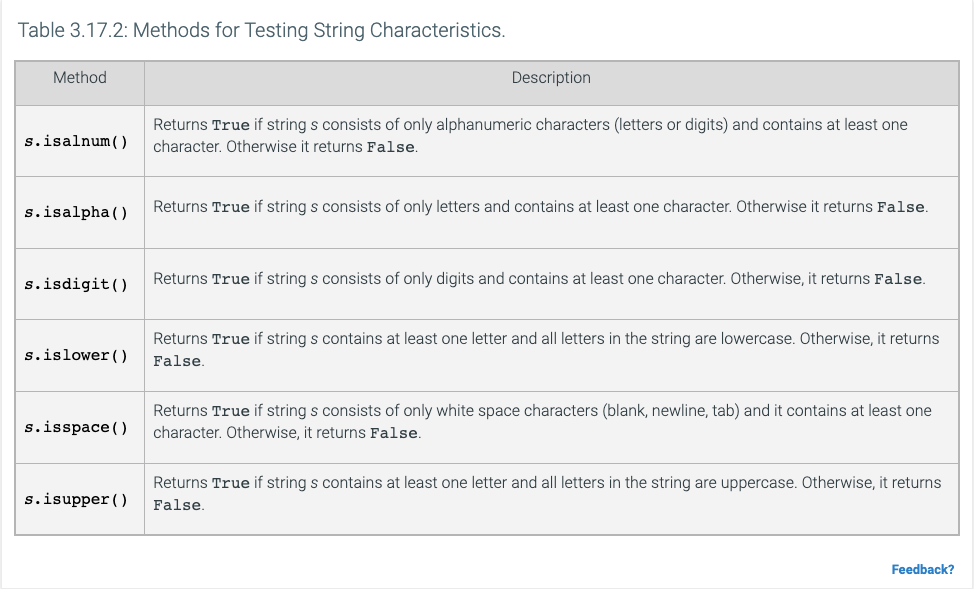 Table 3.17.2: Methods for Testing String Characteristics.
Method Description
s.isalnum() Returns True if string s consists of only alphanumeric characters (letters or digits) and contains at least one
character. Otherwise it returns False.
s.isalpha() Returns True if string s consists of only letters and contains at least one character. Otherwise it returns False.
s.isdigit() Returns True if string s consists of only digits and contains at least one character. Otherwise, it returns False.
s.islower() Returns True if string s contains at least one letter and all letters in the string are lowercase. Otherwise, it returns
False.
s.isspace() Returns True if string s consists of only white space characters (blank, newline, tab) and it contains at least one
character. Otherwise, it returns False.
s.isupper() Returns True if string s contains at least one letter and all letters in the string are uppercase. Otherwise, it returns
False.
Feedback?